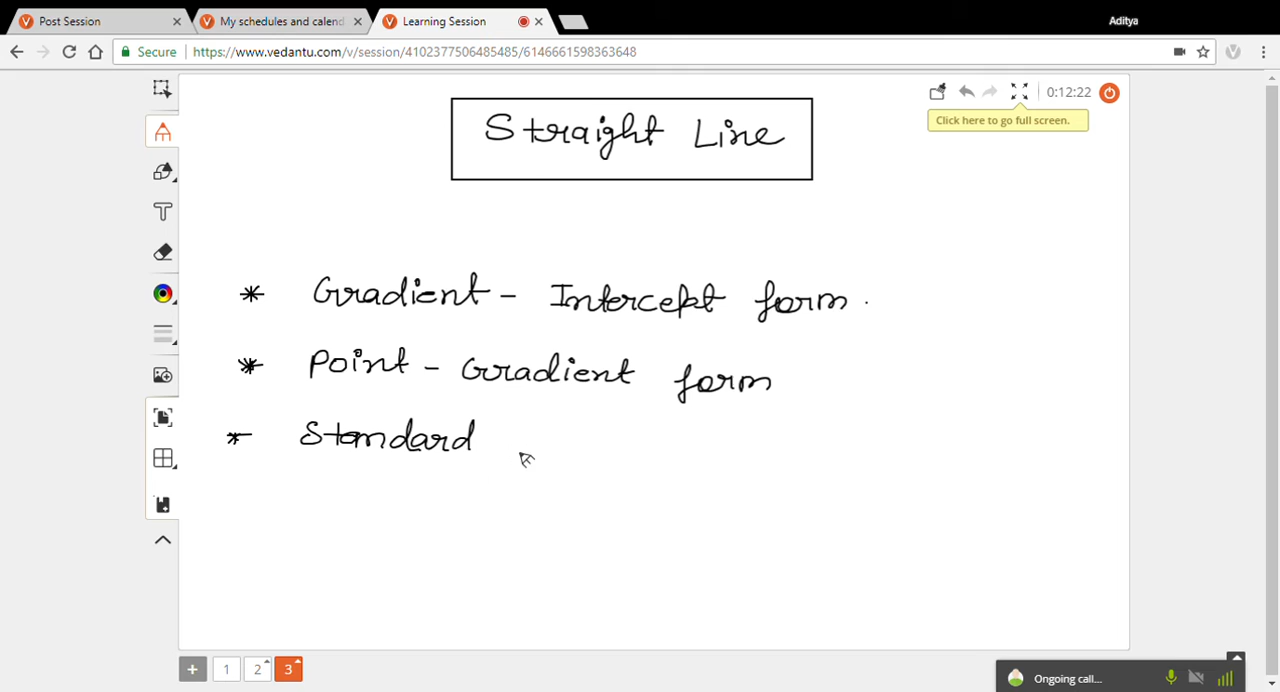 Post Session
My schedules and calend
Learning Session
Aditya
Secure
https://www.vedantu.com/v/session/4102377506485485/6146661598363648
0:12:22
Click here to go full screen.
Straight Line
* Gradient - Intercept form.
* Point - Gradient form
* Standard
+ 1 2 3
Ongoing call...